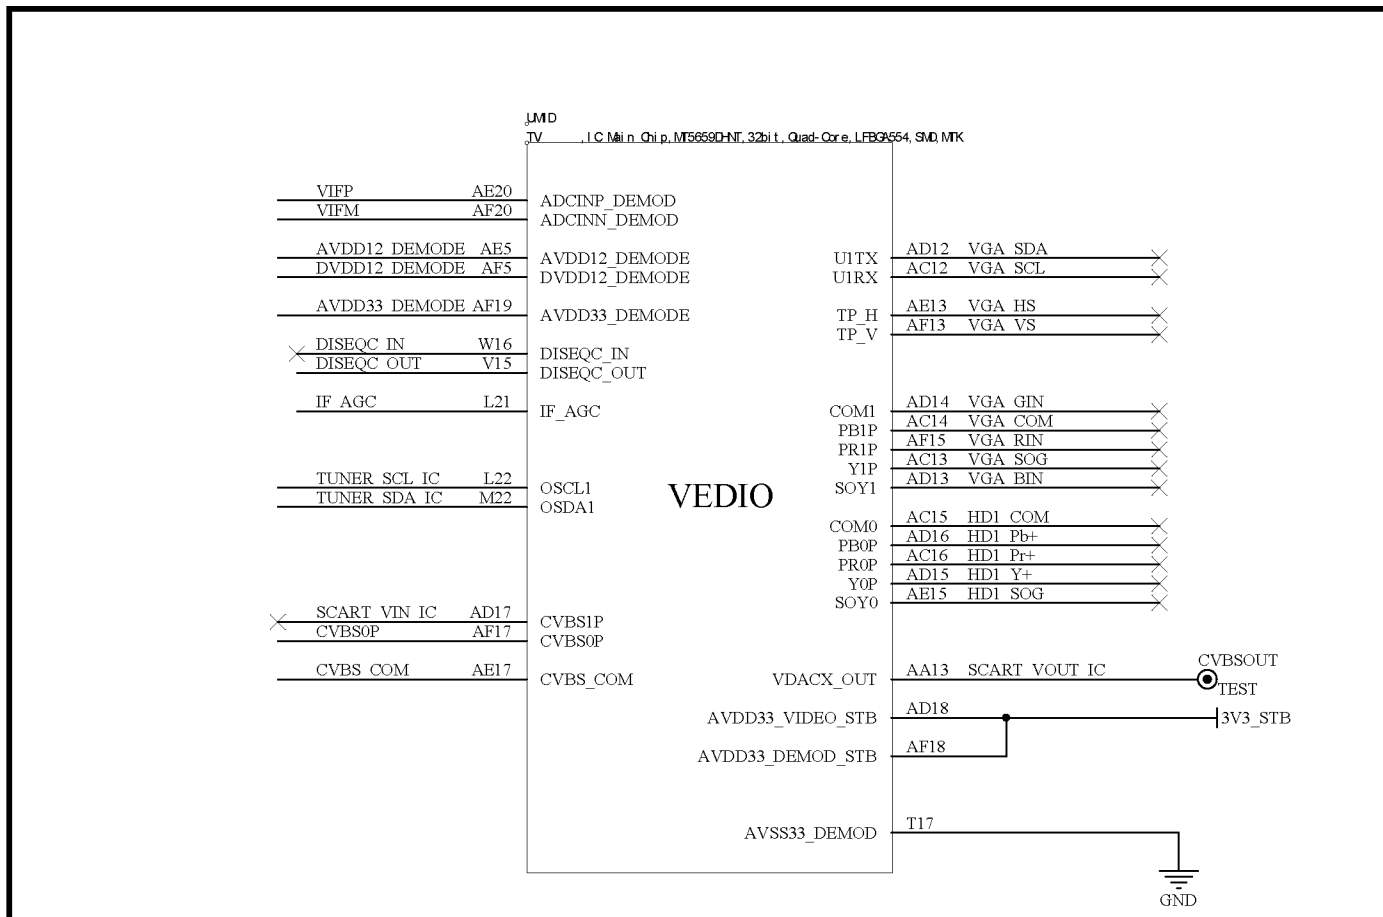 UMID
TV , IC Main Chip, MT5659DHNT, 32bit, Quad-Core, LFBGA554, SMD, MTK
VIFP AE20 ADCINP_DEMOD
VIFM AF20 ADCINN_DEMOD
AVDD12_DEMODE AE5 AVDD12_DEMODE U1TX AD12 VGA_SDA
DVDD12_DEMODE AF5 DVDD12_DEMODE U1RX AC12 VGA_SCL
AVDD33_DEMODE AF19 AVDD33_DEMODE TP_H AE13 VGA_HS
TP_V AF13 VGA_VS
DISEQC_IN W16 DISEQC_IN
DISEQC_OUT V15 DISEQC_OUT
IF_AGC L21 IF_AGC COM1 AD14 VGA_GIN
PB1P AC14 VGA_COM
PR1P AF15 VGA_RIN
Y1P AC13 VGA_SOG
TUNER_SCL_IC L22 OSCL1 SOY1 AD13 VGA_BIN
TUNER_SDA_IC M22 OSDA1
VEDIO
COM0 AC15 HD1_COM
PB0P AD16 HD1_Pb+
PR0P AC16 HD1_Pr+
Y0P AD15 HD1_Y+
SOY0 AE15 HD1_SOG
SCART_VIN_IC AD17 CVBS1P
CVBS0P AF17 CVBS0P
CVBS_COM AE17 CVBS_COM VDACX_OUT AA13 SCART_VOUT_IC CVBSOUT
TEST
AVDD33_VIDEO_STB AD18 3V3_STB
AVDD33_DEMOD_STB AF18
AVSS33_DEMOD T17
GND